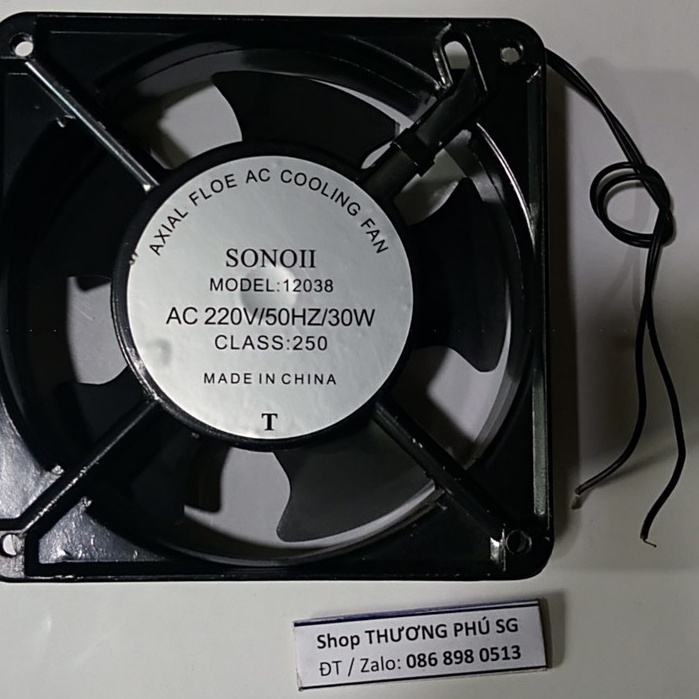 AXIAL FLOE AC COOLING FAN
SONOII
MODEL:12038
AC 220V/50HZ/30W
CLASS:250
MADE IN CHINA
T
Shop THƯƠNG PHÚ SG
ĐT / Zalo: 086 898 0513